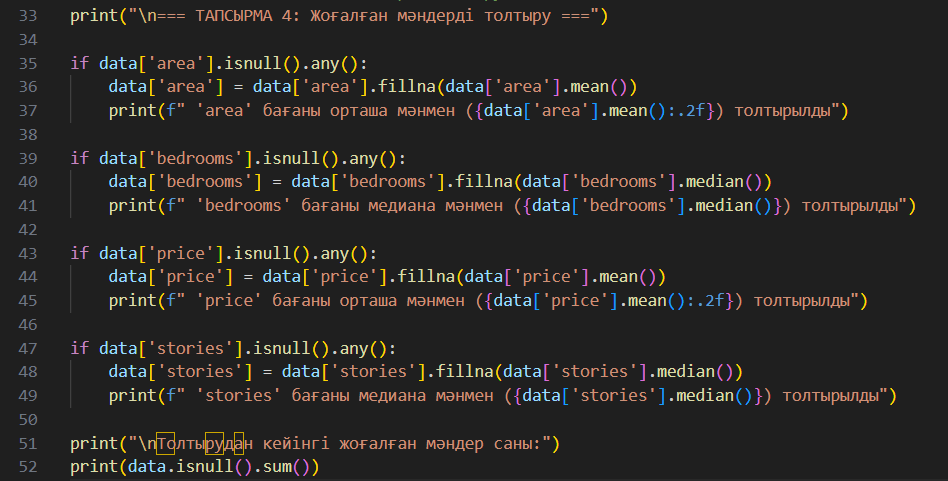 33 print("\n=== ТАПСЫРМА 4: Жоғалған мәндерді толтыру ===")
34
35 if data['area'].isnull().any():
36     data['area'] = data['area'].fillna(data['area'].mean())
37     print(f" 'area' бағаны орташа мәнмен ({data['area'].mean():.2f}) толтырылды")
38
39 if data['bedrooms'].isnull().any():
40     data['bedrooms'] = data['bedrooms'].fillna(data['bedrooms'].median())
41     print(f" 'bedrooms' бағаны медиана мәнмен ({data['bedrooms'].median()}) толтырылды")
42
43 if data['price'].isnull().any():
44     data['price'] = data['price'].fillna(data['price'].mean())
45     print(f" 'price' бағаны орташа мәнмен ({data['price'].mean():.2f}) толтырылды")
46
47 if data['stories'].isnull().any():
48     data['stories'] = data['stories'].fillna(data['stories'].median())
49     print(f" 'stories' бағаны медиана мәнмен ({data['stories'].median()}) толтырылды")
50
51 print("\nТолтырудан кейінгі жоғалған мәндер саны:")
52 print(data.isnull().sum())